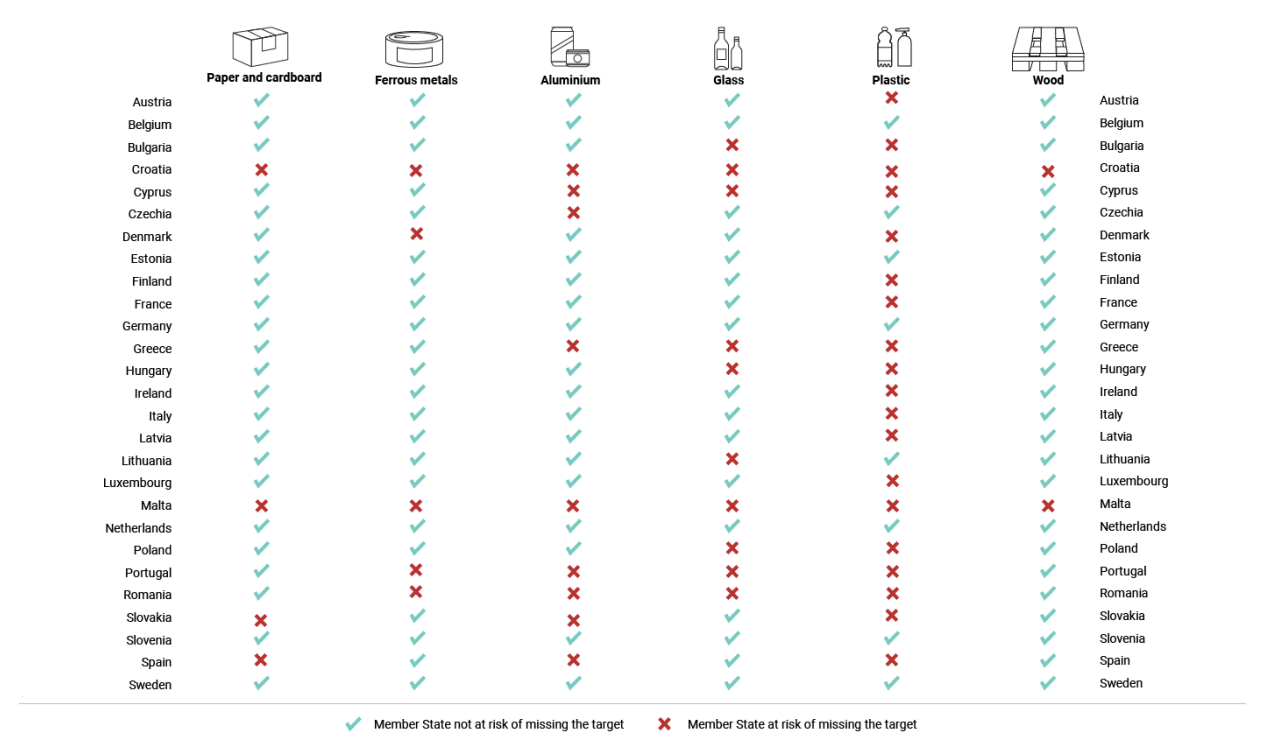 Paper and cardboard Ferrous metals Aluminium Glass Plastic Wood
Austria Austria
Belgium Belgium
Bulgaria Bulgaria
Croatia Croatia
Cyprus Cyprus
Czechia Czechia
Denmark Denmark
Estonia Estonia
Finland Finland
France France
Germany Germany
Greece Greece
Hungary Hungary
Ireland Ireland
Italy Italy
Latvia Latvia
Lithuania Lithuania
Luxembourg Luxembourg
Malta Malta
Netherlands Netherlands
Poland Poland
Portugal Portugal
Romania Romania
Slovakia Slovakia
Slovenia Slovenia
Spain Spain
Sweden Sweden
Member State not at risk of missing the target Member State at risk of missing the target